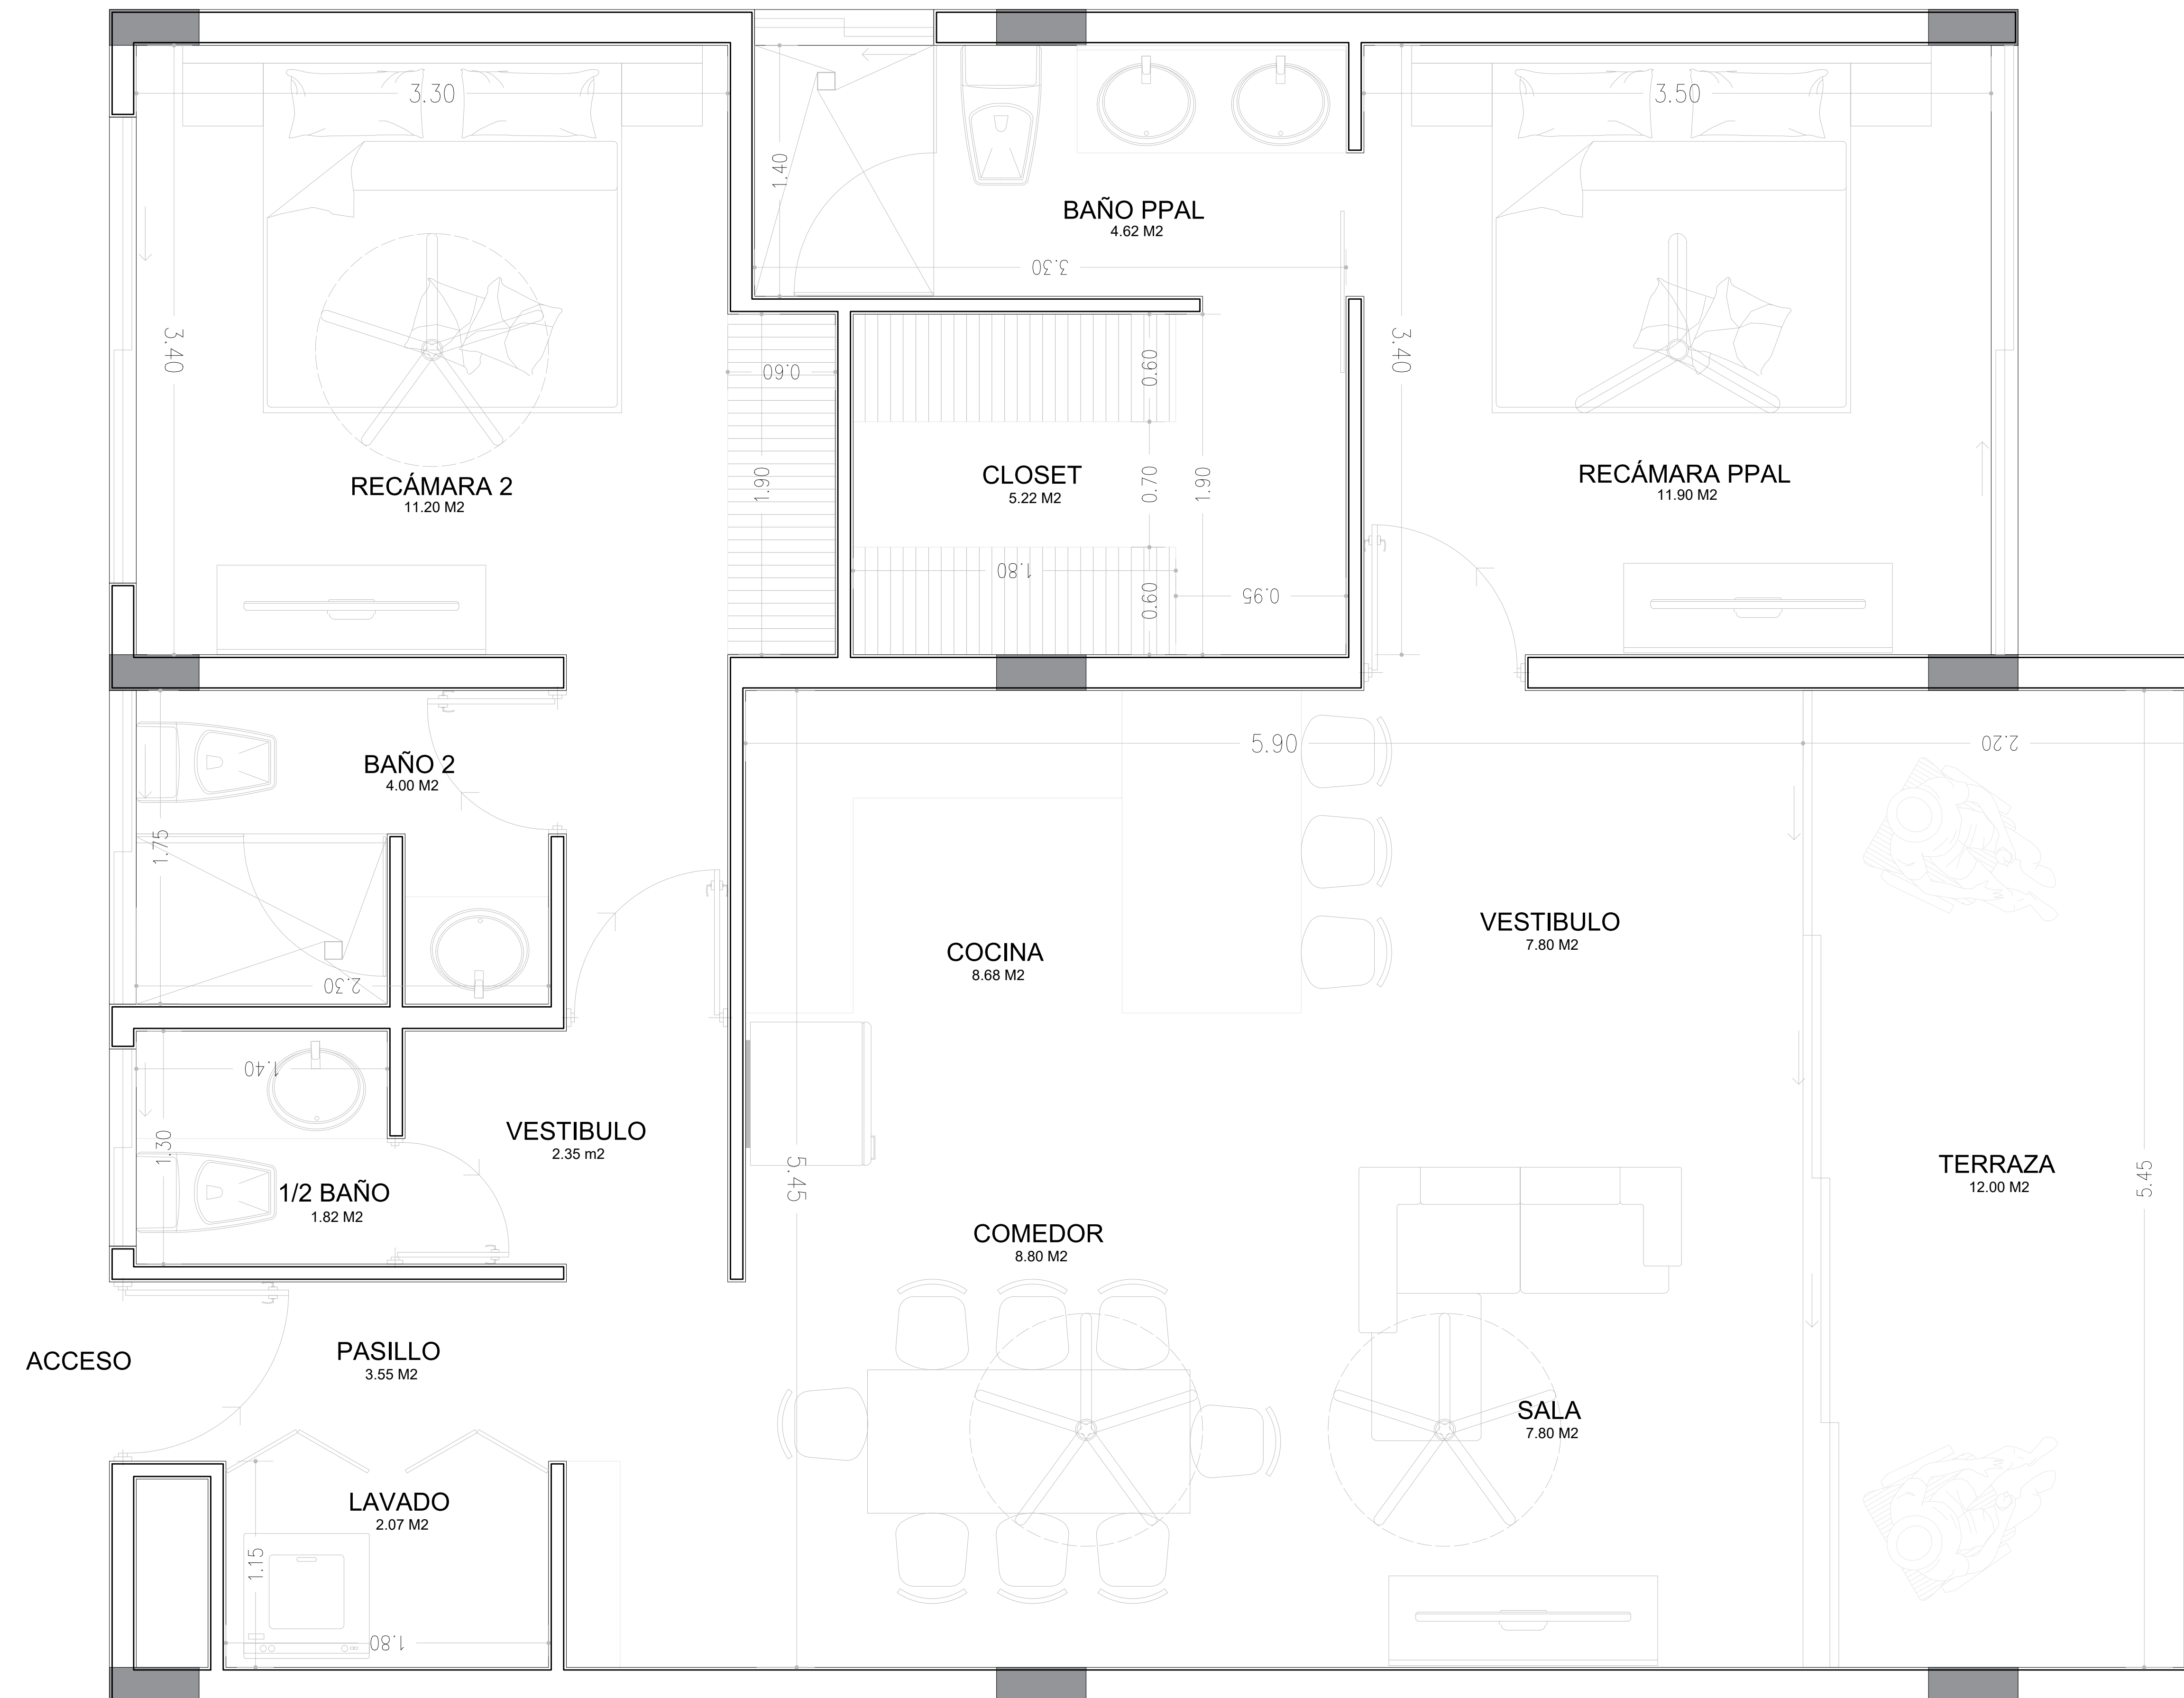 3.30
3.50
1.40
BAÑO PPAL
4.62 M2
3.30
3.40
3.40
0.60
0.60
RECÁMARA 2
11.20 M2
1.90
CLOSET
5.22 M2
0.70
1.90
RECÁMARA PPAL
11.90 M2
1.80
0.60
0.95
5.90
2.20
BAÑO 2
4.00 M2
1.75
VESTIBULO
7.80 M2
COCINA
8.68 M2
2.30
1.40
1.30
VESTIBULO
2.35 m2
1/2 BAÑO
1.82 M2
5.45
TERRAZA
12.00 M2
5.45
COMEDOR
8.80 M2
ACCESO
PASILLO
3.55 M2
SALA
7.80 M2
LAVADO
2.07 M2
1.15
1.80